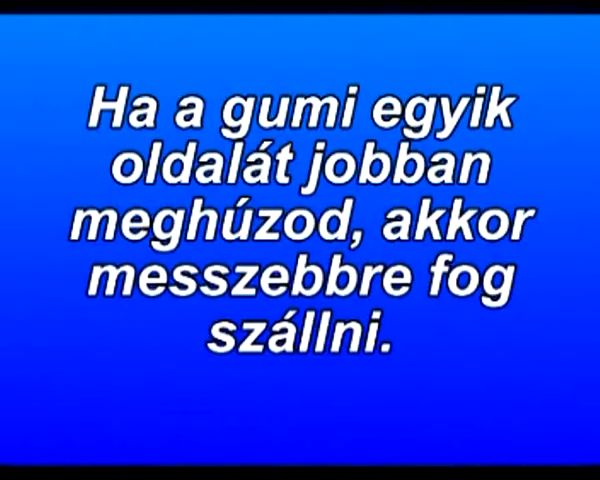 Ha a gumi egyik
oldalát jobban
meghúzod, akkor
messzebbre fog
szállni.